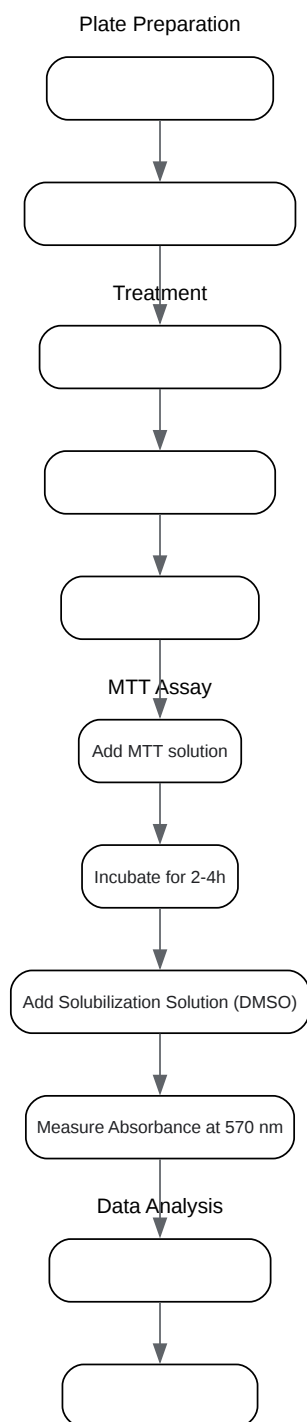 Plate Preparation
Treatment
MTT Assay
Add MTT solution
Incubate for 2-4h
Add Solubilization Solution (DMSO)
Measure Absorbance at 570 nm
Data Analysis